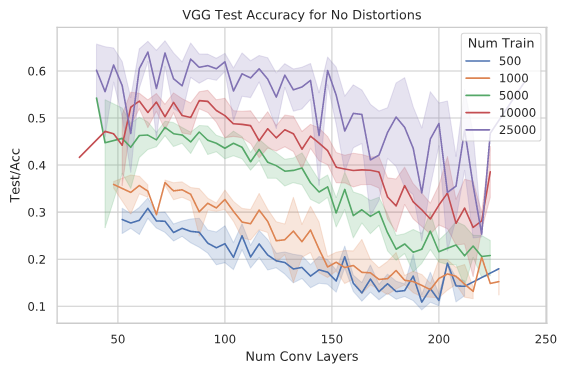 VGG Test Accuracy for No Distortions
Num Train
500
1000
5000
10000
25000
Test/Acc
0.6
0.5
0.4
0.3
0.2
0.1
50 100 150 200 250
Num Conv Layers